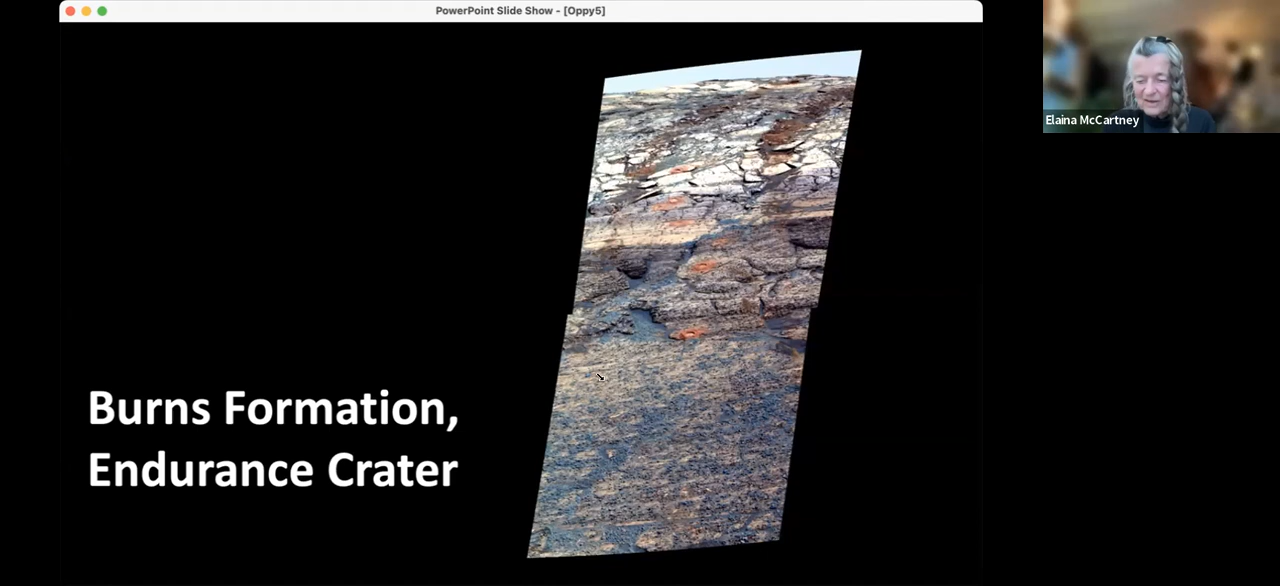 PowerPoint Slide Show - [Oppy5]
Elaina McCartney
Burns Formation,
Endurance Crater